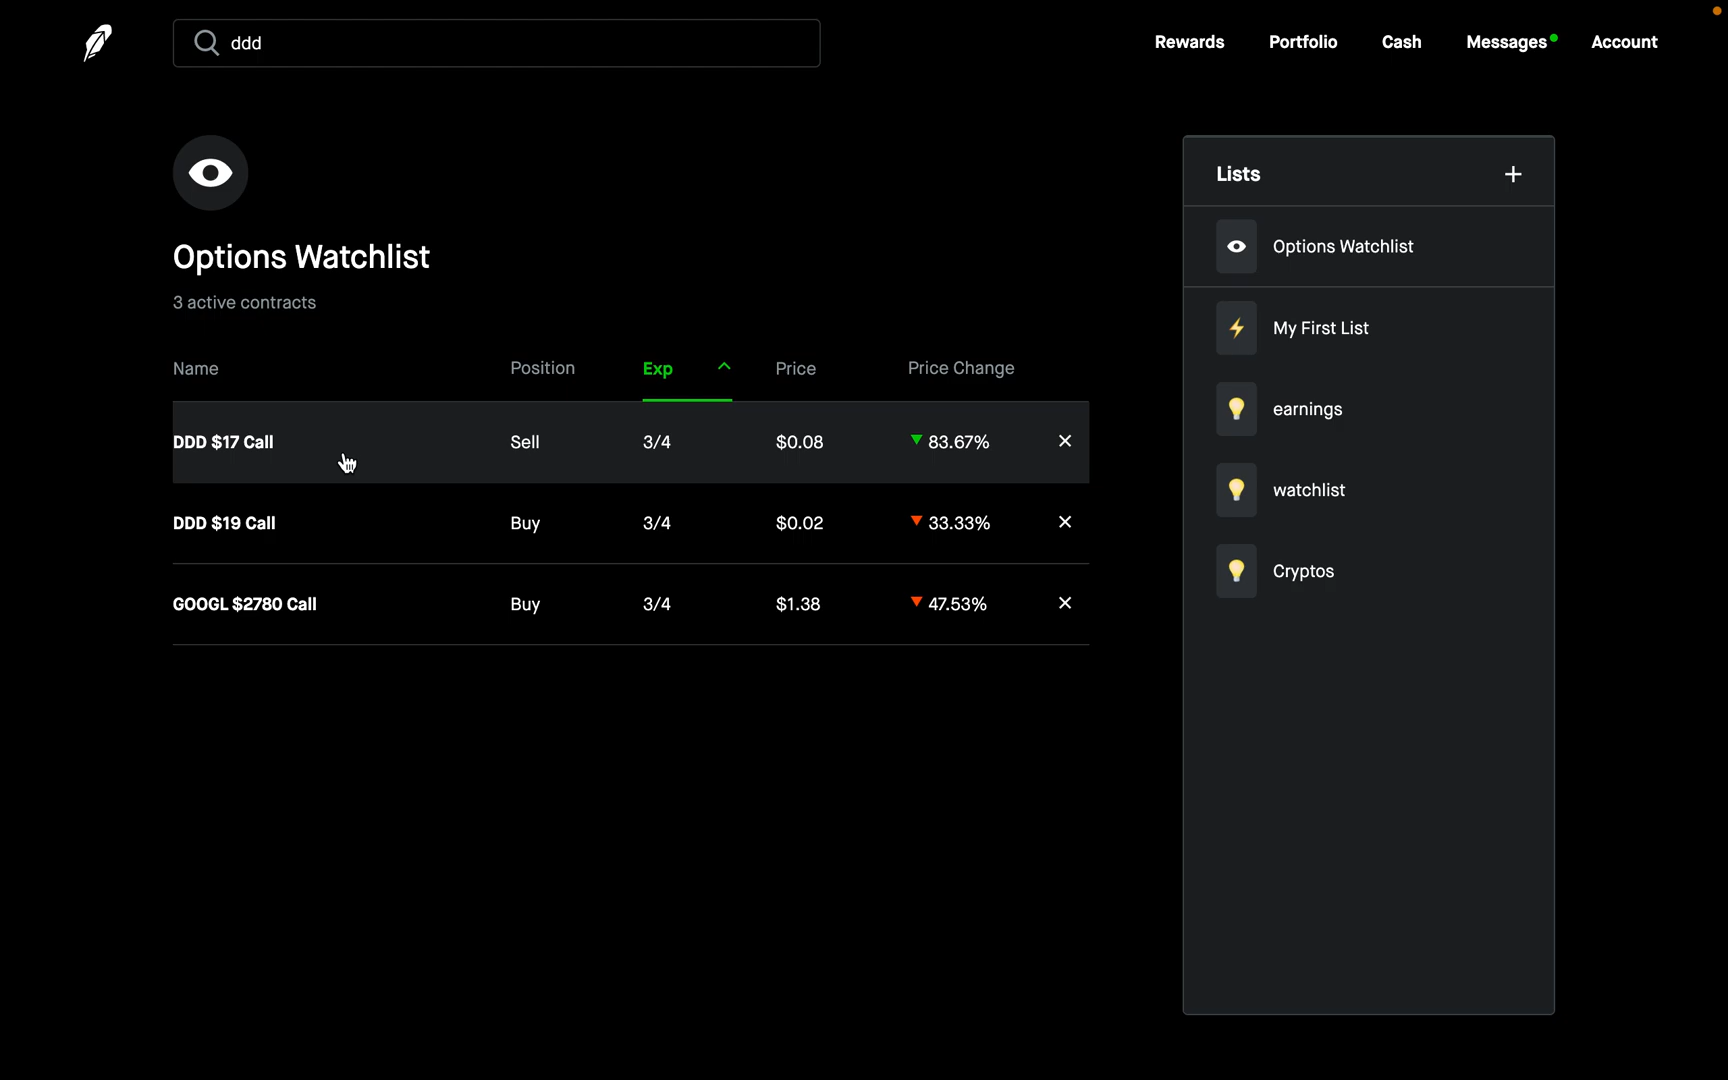 ddd
Rewards Portfolio Cash Messages Account
Options Watchlist
3 active contracts
Name Position Exp Price Price Change
DDD $17 Call Sell 3/4 $0.08 83.67%
DDD $19 Call Buy 3/4 $0.02 33.33%
GOOGL $2780 Call Buy 3/4 $1.38 47.53%
Lists
Options Watchlist
My First List
earnings
watchlist
Cryptos